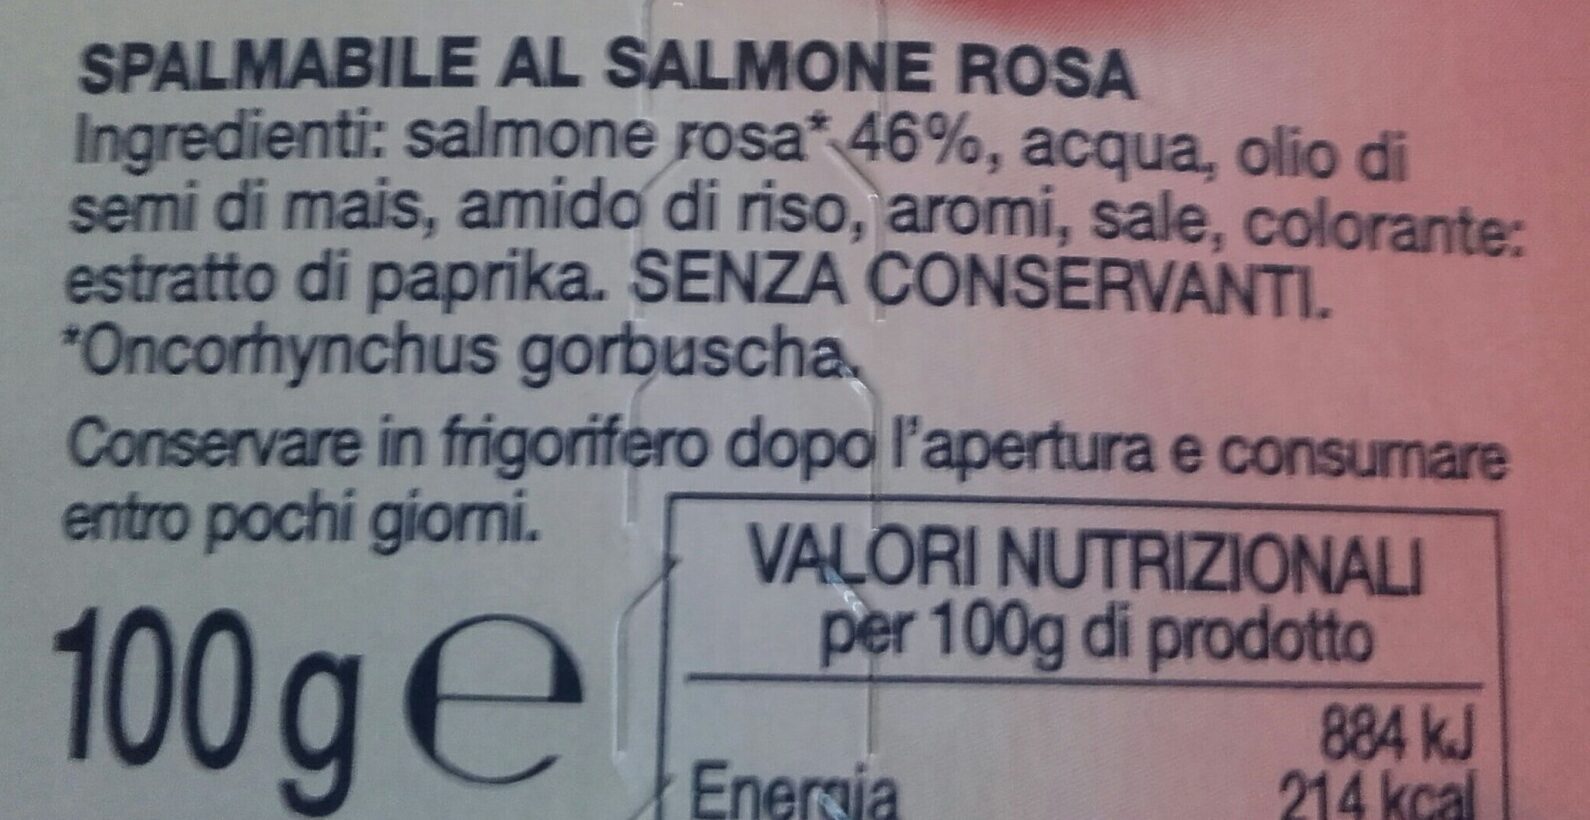 SPALMABILE AL SALMONE ROSA
Ingredienti: salmone rosa* 46%, acqua, olio di
semi di mais, amido di riso, aromi, sale, colorante:
estratto di paprika. SENZA CONSERVANTI.
*Oncorhynchus gorbuscha.
Conservare in frigorifero dopo l'apertura e consumare
entro pochi giorni.
100 g e
VALORI NUTRIZIONALI
per 100g di prodotto
884 kJ
Energia 214 kcal